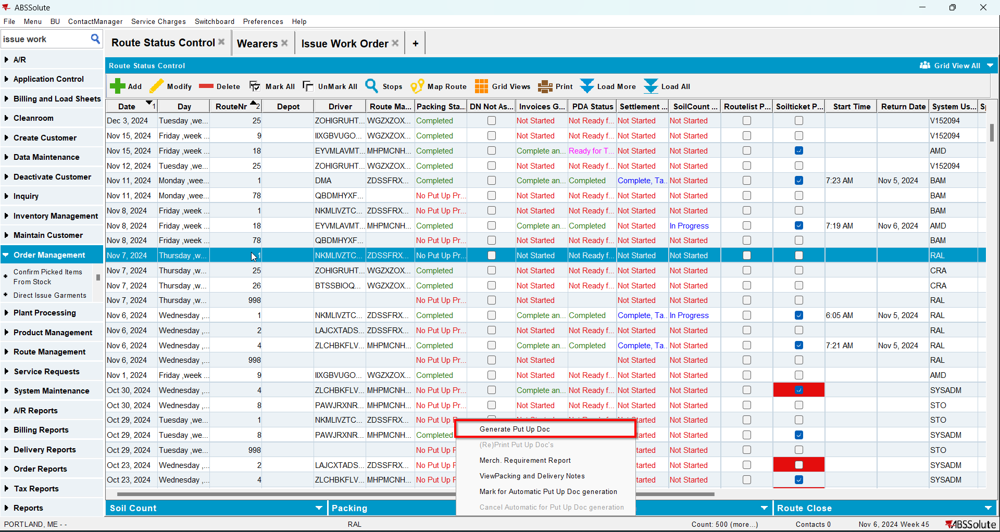 ABSSolute
File Menu BU ContactManager Service Charges Switchboard Preferences Help
issue work
Route Status Control Wearers Issue Work Order +
Route Status Control Grid View All
Add Modify Delete Mark All UnMark All Stops Map Route Grid Views Print Load More Load All
A/R
Application Control
Billing and Load Sheets
Cleanroom
Create Customer
Data Maintenance
Deactivate Customer
Inquiry
Inventory Management
Maintain Customer
Order Management
Confirm Picked Items
From Stock
Direct Issue Garments
Plant Processing
Product Management
Route Management
Service Requests
System Maintenance
A/R Reports
Billing Reports
Delivery Reports
Order Reports
Tax Reports
Reports
Date 1 Day RouteNr 2 Depot Driver Route Ma... Packing Sta... DN Not As... Invoices G... PDA Status Settlement ... SoilCount ... Routelist P... Soilticket P... Start Time Return Date System Us...
Dec 3, 2024 Tuesday ,we... 25 ZOHIGRUHT... WGZXZOX... Completed Not Started Not Ready f... Not Started Not Started V152094
Nov 15, 2024 Friday ,week ... 9 IIXGBVUGO... WGZXZOX... Completed Not Started Not Ready f... Not Started Not Started V152094
Nov 15, 2024 Friday ,week ... 18 EYVMLAVMT... MHPMCNH... Completed Complete an... Ready for T... Not Started Not Started AMD
Nov 12, 2024 Tuesday ,we... 25 ZOHIGRUHT... WGZXZOX... Completed Not Started Not Ready f... Not Started Not Started V152094
Nov 11, 2024 Monday ,wee... 1 DMA ZDSSFRX... Completed Complete an... Completed Complete, Ta... Not Started 7:23 AM Nov 5, 2024 BAM
Nov 11, 2024 Monday ,wee... 78 QBDMHYXF... No Put Up Pr... Not Started Not Ready f... Not Started Not Started BAM
Nov 8, 2024 Friday ,week ... 1 NKMLIVZTC... ZDSSFRX... No Put Up Pr... Not Started Not Ready f... Not Started Not Started BAM
Nov 8, 2024 Friday ,week ... 18 EYVMLAVMT... MHPMCNH... Completed Complete an... Completed Not Started In Progress 7:19 AM Nov 6, 2024 AMD
Nov 8, 2024 Friday ,week ... 78 QBDMHYXF... No Put Up Pr... Not Started Not Ready f... Not Started Not Started BAM
Nov 7, 2024 Thursday ,w... 1 NKMLIVZTC... ZDSSFRX... No Put Up Pr... Not Started Not Ready f... Not Started Not Started RAL
Nov 7, 2024 Thursday ,w... 25 ZOHIGRUHT... WGZXZOX... Completed Not Started Not Ready f... Not Started Not Started CRA
Nov 7, 2024 Thursday ,w... 26 BTSSBIOQ... WGZXZOX... Completed Not Started Not Ready f... Not Started Not Started CRA
Nov 7, 2024 Thursday ,w... 998 No Put Up Pr... Not Started Not Started Not Started RAL
Nov 6, 2024 Wednesday ,... 1 NKMLIVZTC... ZDSSFRX... Completed Complete an... Completed Complete, Ta... In Progress 6:05 AM Nov 5, 2024 RAL
Nov 6, 2024 Wednesday ,... 2 LAJCXTADS... ZDSSFRX... No Put Up Pr... Not Started Not Ready f... Not Started Not Started RAL
Nov 6, 2024 Wednesday ,... 4 ZLCHBKFLV... MHPMCNH... Completed Complete an... Completed Complete, Ta... Not Started 7:21 AM Nov 5, 2024 RAL
Nov 6, 2024 Wednesday ,... 998 No Put Up Pr... Not Started Not Started Not Started RAL
Nov 1, 2024 Friday ,week ... 9 IIXGBVUGO... WGZXZOX... Completed Not Started Not Ready f... Not Started Not Started AMD
Oct 30, 2024 Wednesday ,... 4 ZLCHBKFLV... MHPMCNH... No Put Up Pr... Complete an... Not Ready f... Not Started Not Started SYSADM
Oct 30, 2024 Wednesday ,... 8 PAWJRXNR... MHPMCNH... No Put Up Pr... Not Started Not Ready f... Not Started Not Started STO
Oct 29, 2024 Tuesday ,we... 1 NKMLIVZTC... ZDSSFRX... No Put Up Not Started STO
Oct 29, 2024 Tuesday ,we... 8 PAWJRXNR... MHPMCNH... Completed tarted Not Started SYSADM
Oct 29, 2024 Tuesday ,we... 998 No Put Up tarted Not Started STO
Oct 23, 2024 Wednesday ,... 2 LAJCXTADS... ZDSSFRX... No Put Up tarted Not Started SYSADM
Oct 23, 2024 Wednesday ,... 4 ZLCHBKFLV... MHPMCNH... No Put Up tarted Not Started SYSADM
Generate Put Up Doc
(Re)Print Put Up Doc's
Merch. Requirement Report
ViewPacking and Delivery Notes
Mark for Automatic Put Up Doc generation
Cancel Automatic for Put Up Doc generation
Soil Count Packing Route Close
PORTLAND, ME - - RAL Count: 500 (more...) Contacts 0 Nov 6, 2024 Week 45 ABSSolute